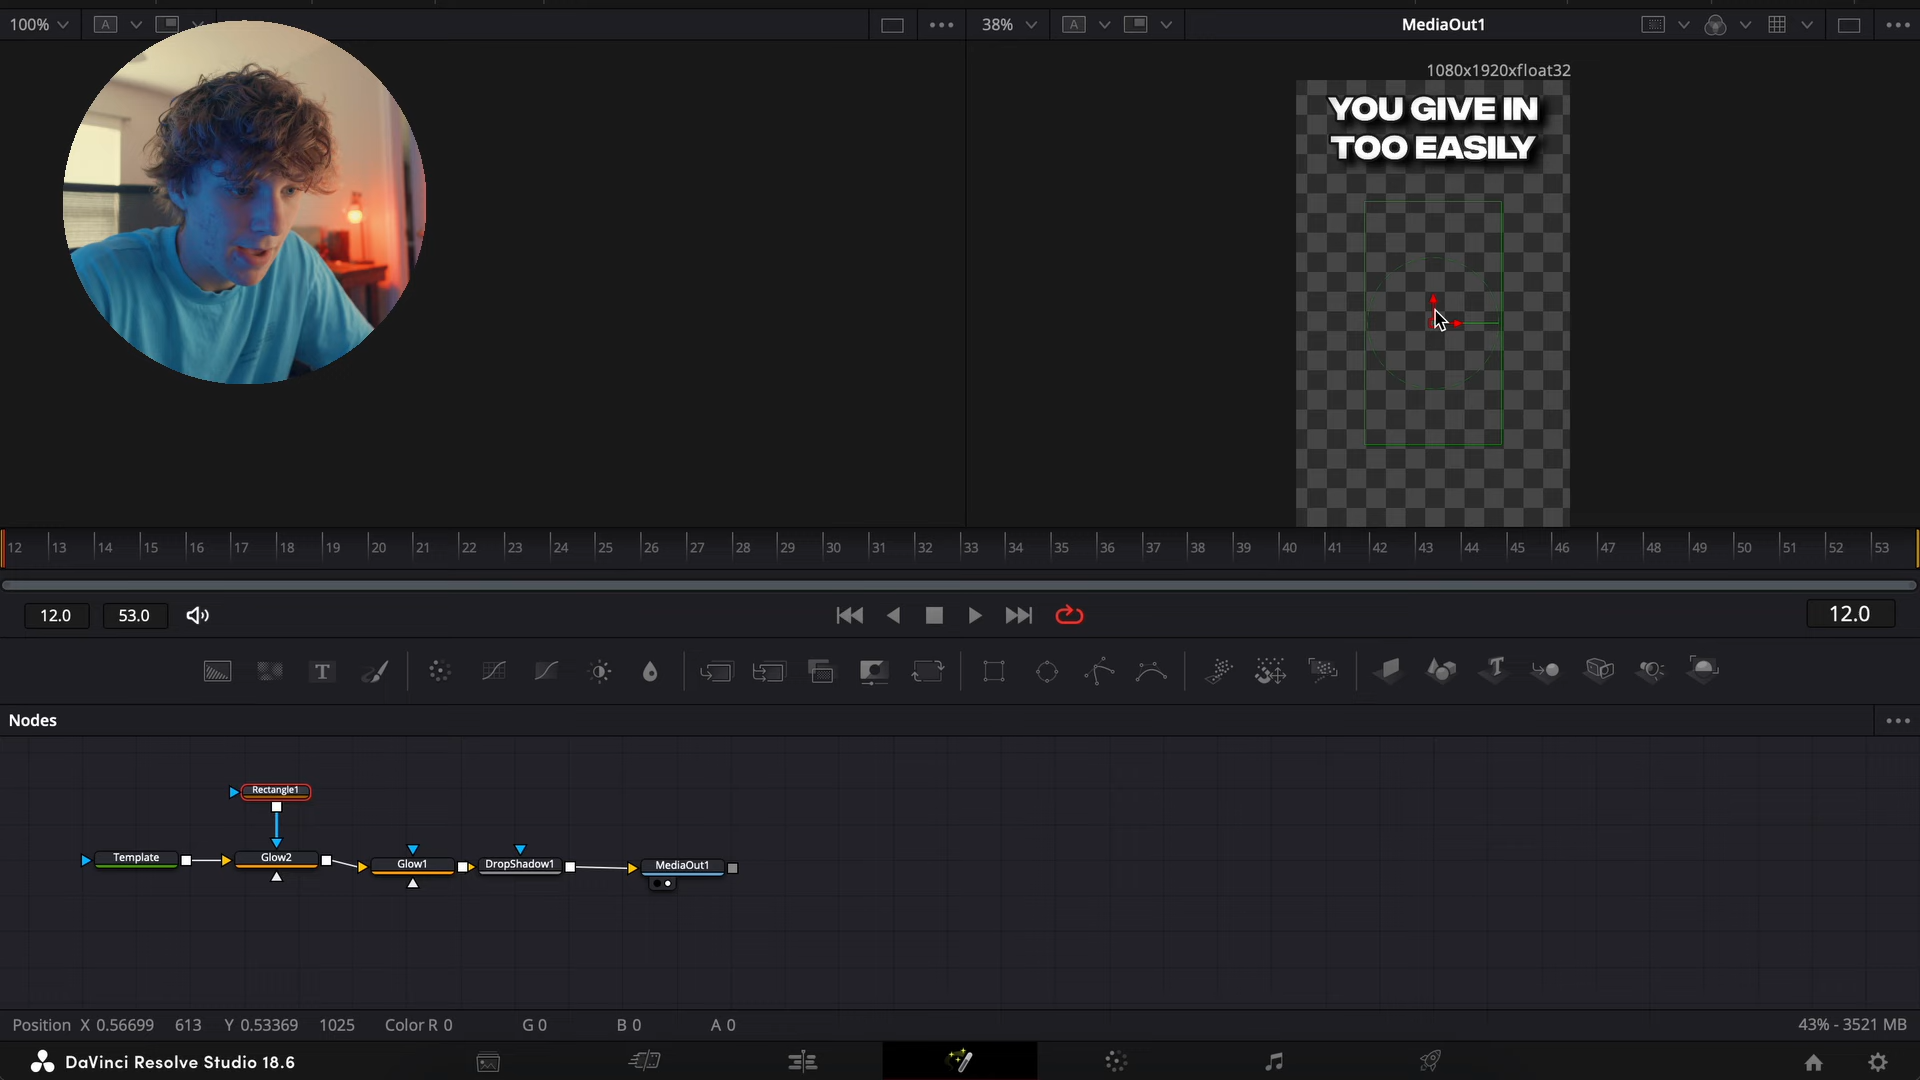 100%
A
38%
A
MediaOut1
1080x1920xfloat32
YOU GIVE IN
TOO EASILY
12 13 14 15 16 17 18 19 20 21 22 23 24 25 26 27 28 29 30 31 32 33 34 35 36 37 38 39 40 41 42 43 44 45 46 47 48 49 50 51 52 53
12.0 53.0 12.0
T T
Nodes
Rectangle1
Template Glow2 Glow1 DropShadow1 MediaOut1
Position X 0.56699 613 Y 0.53369 1025 Color R 0 G 0 B 0 A 0 43% - 3521 MB
DaVinci Resolve Studio 18.6